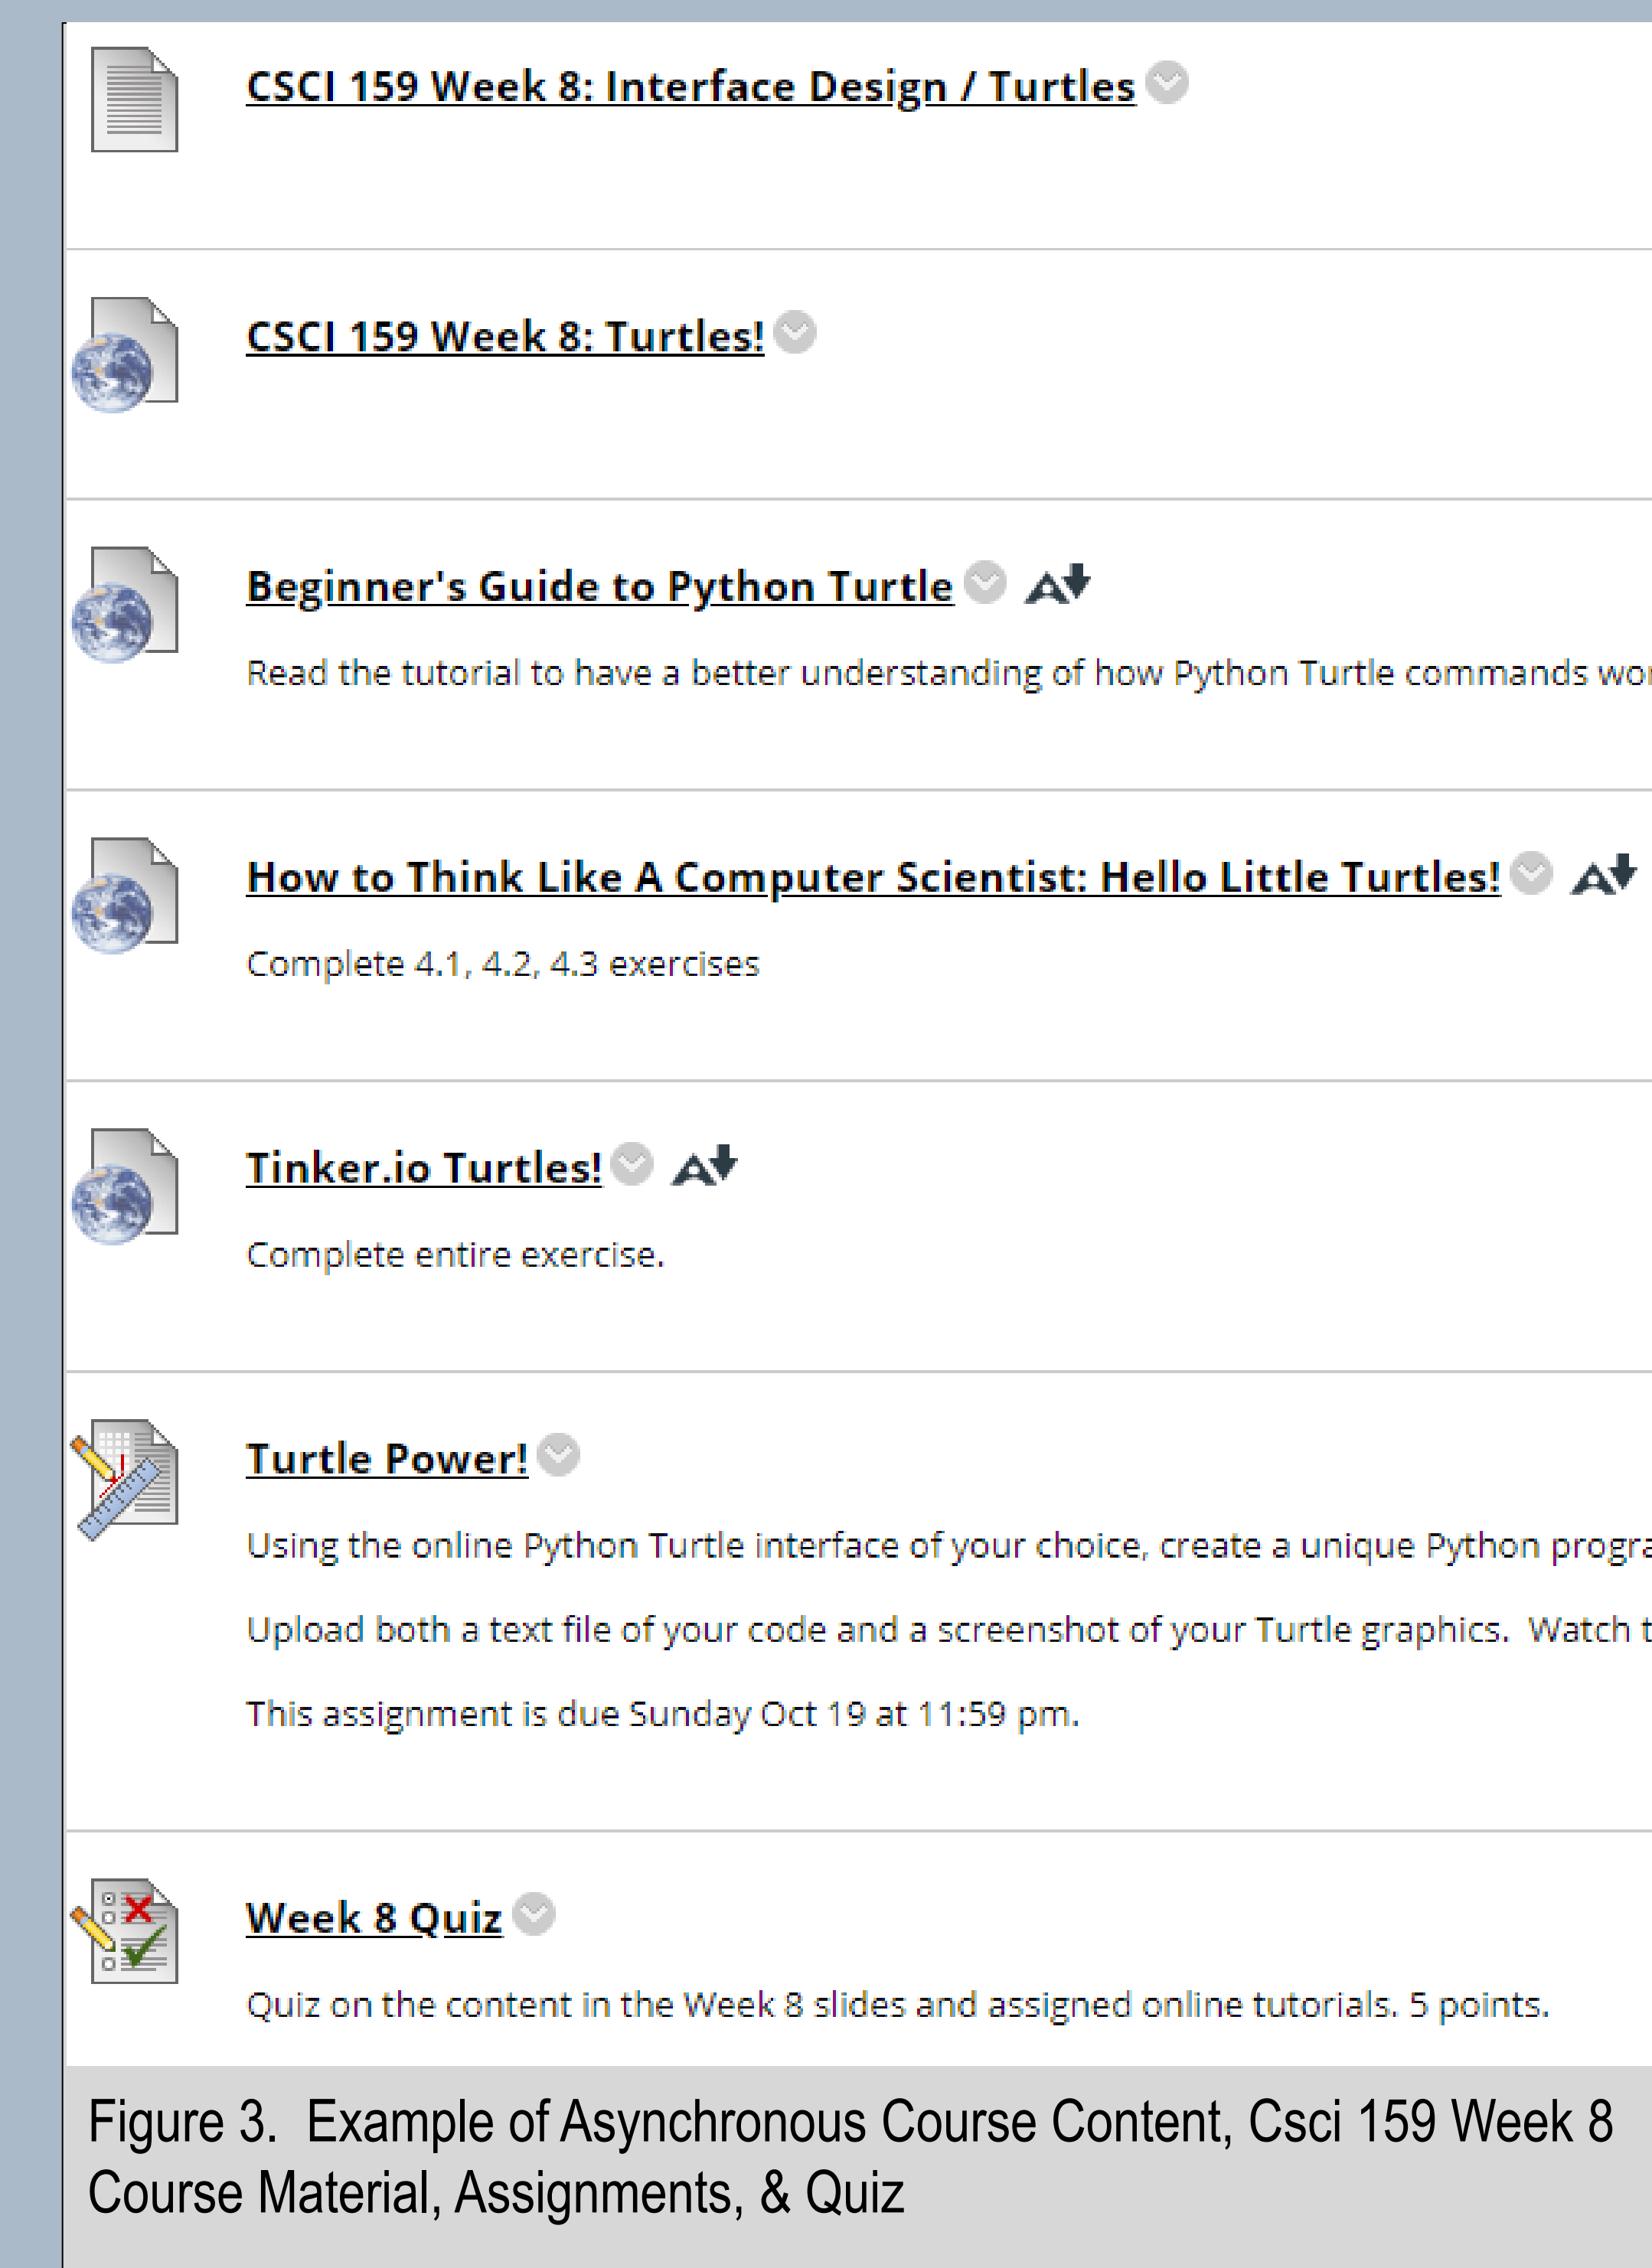 CSCI 159 Week 8: Interface Design / Turtles
CSCI 159 Week 8: Turtles!
Beginner's Guide to Python Turtle
Read the tutorial to have a better understanding of how Python Turtle commands
How to Think Like A Computer Scientist: Hello Little Turtles!
Complete 4.1, 4.2, 4.3 exercises
Tinker.io Turtles!
Complete entire exercise.
Turtle Power!
Using the online Python Turtle interface of your choice, create a unique Python
Upload both a text file of your code and a screenshot of your Turtle graphics. Watch
This assignment is due Sunday Oct 19 at 11:59 pm.
Week 8 Quiz
Quiz on the content in the Week 8 slides and assigned online tutorials. 5 points.
Figure 3. Example of Asynchronous Course Content, Csci 159 Week 8
Course Material, Assignments, & Quiz